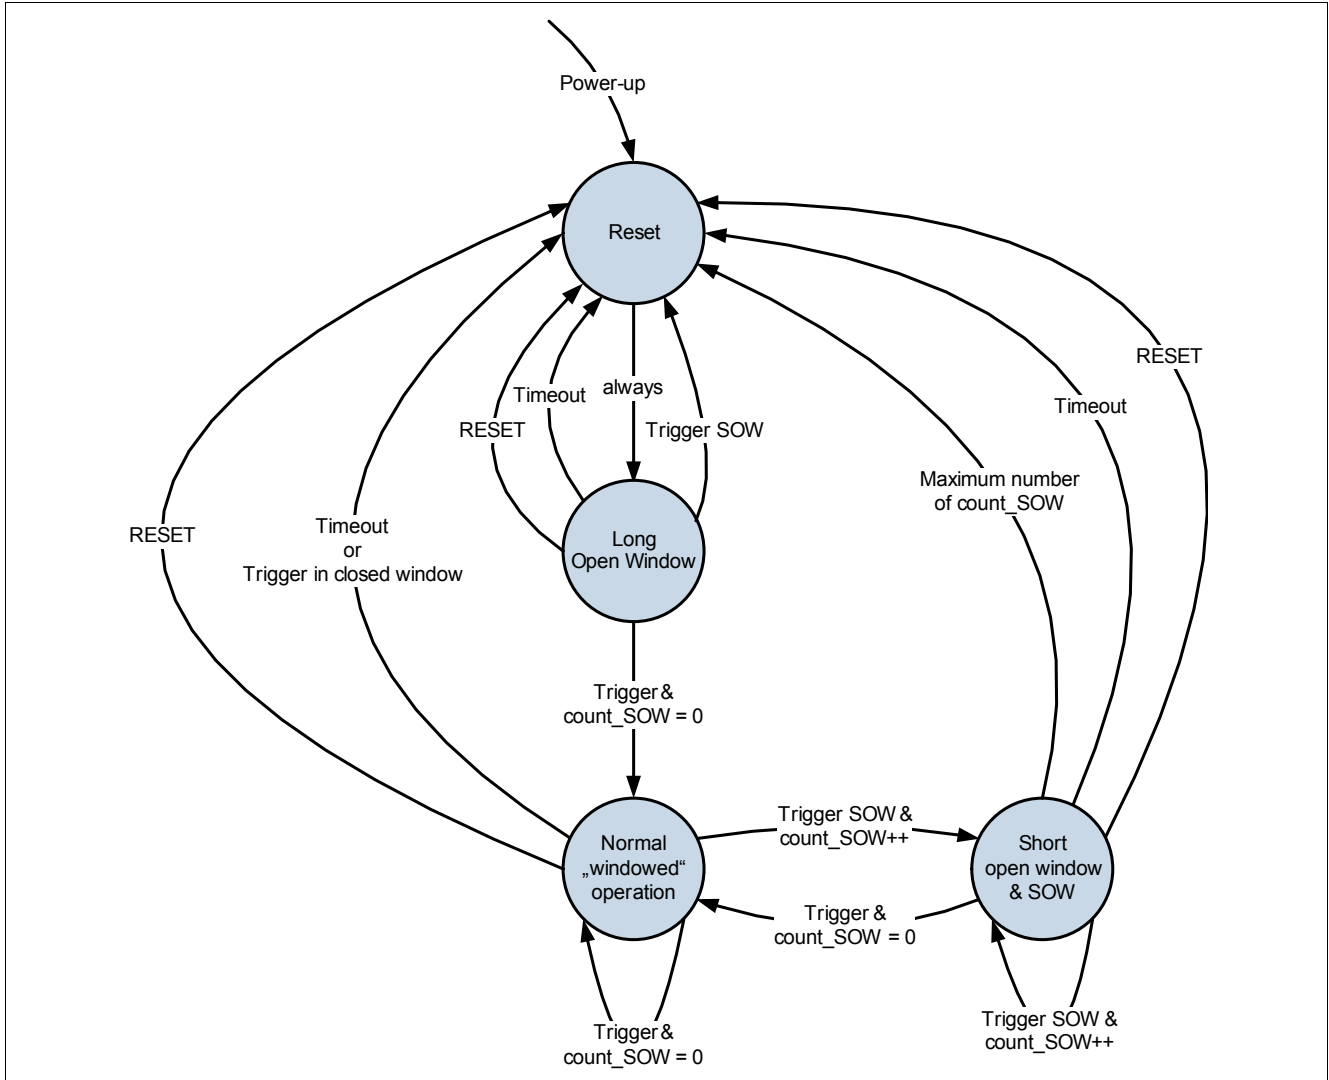 Power-up
Reset
RESET
Timeout
always
Timeout
RESET
Trigger SOW
Maximum number
of count_SOW
RESET
Timeout
or
Trigger in closed window
Long
Open Window
Trigger &
count_SOW = 0
Normal
„windowed“
operation
Trigger SOW &
count_SOW++
Short
open window
& SOW
Trigger &
count_SOW = 0
Trigger &
count_SOW = 0
Trigger SOW &
count_SOW++